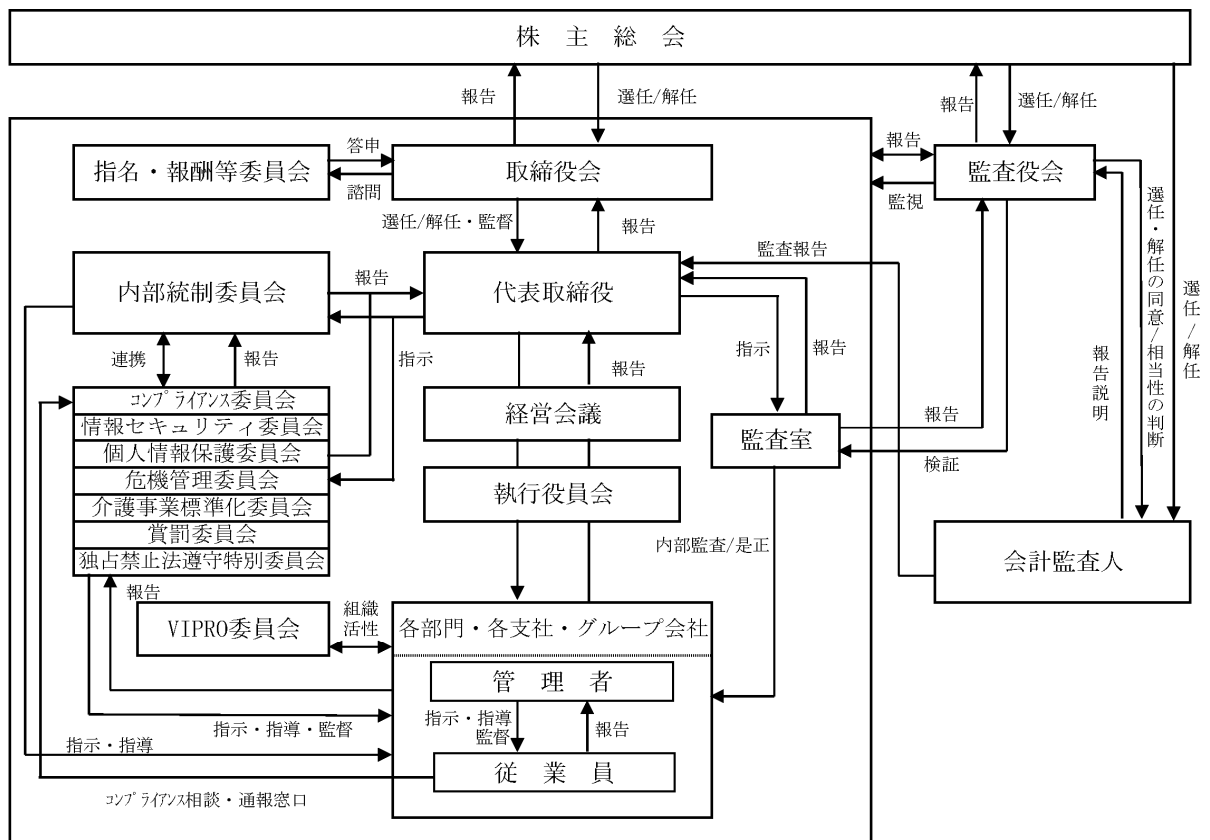 株 主 総 会
報告
選任/解任
報告
選任/解任
指名・報酬等委員会
答申
諮問
取締役会
報告
監視
監査役会
選任/解任・監督
報告
監査報告
選任・解任の同意/相当性の判断
選任/解任
報告説明
内部統制委員会
報告
代表取締役
指示
指示
報告
連携
報告
報告
コンプライアンス委員会
情報セキュリティ委員会
個人情報保護委員会
危機管理委員会
介護事業標準化委員会
賞罰委員会
独占禁止法遵守特別委員会
経営会議
執行役員会
監査室
報告
検証
内部監査/是正
会計監査人
報告
VIPRO委員会
組織
活性
各部門・各支社・グループ会社
管 理 者
指示・指導
監督
報告
従 業 員
指示・指導・監督
指示・指導
コンプライアンス相談・通報窓口